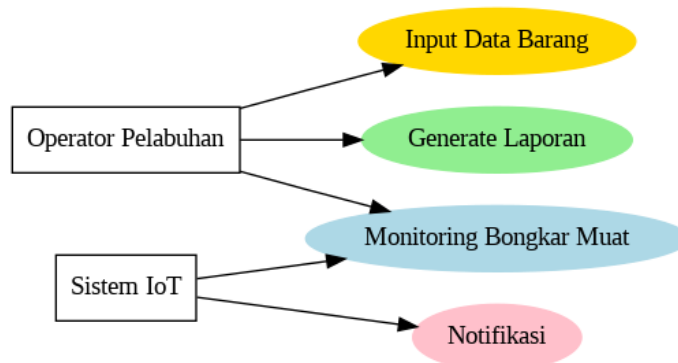 Input Data Barang
Operator Pelabuhan
Generate Laporan
Monitoring Bongkar Muat
Sistem IoT
Notifikasi